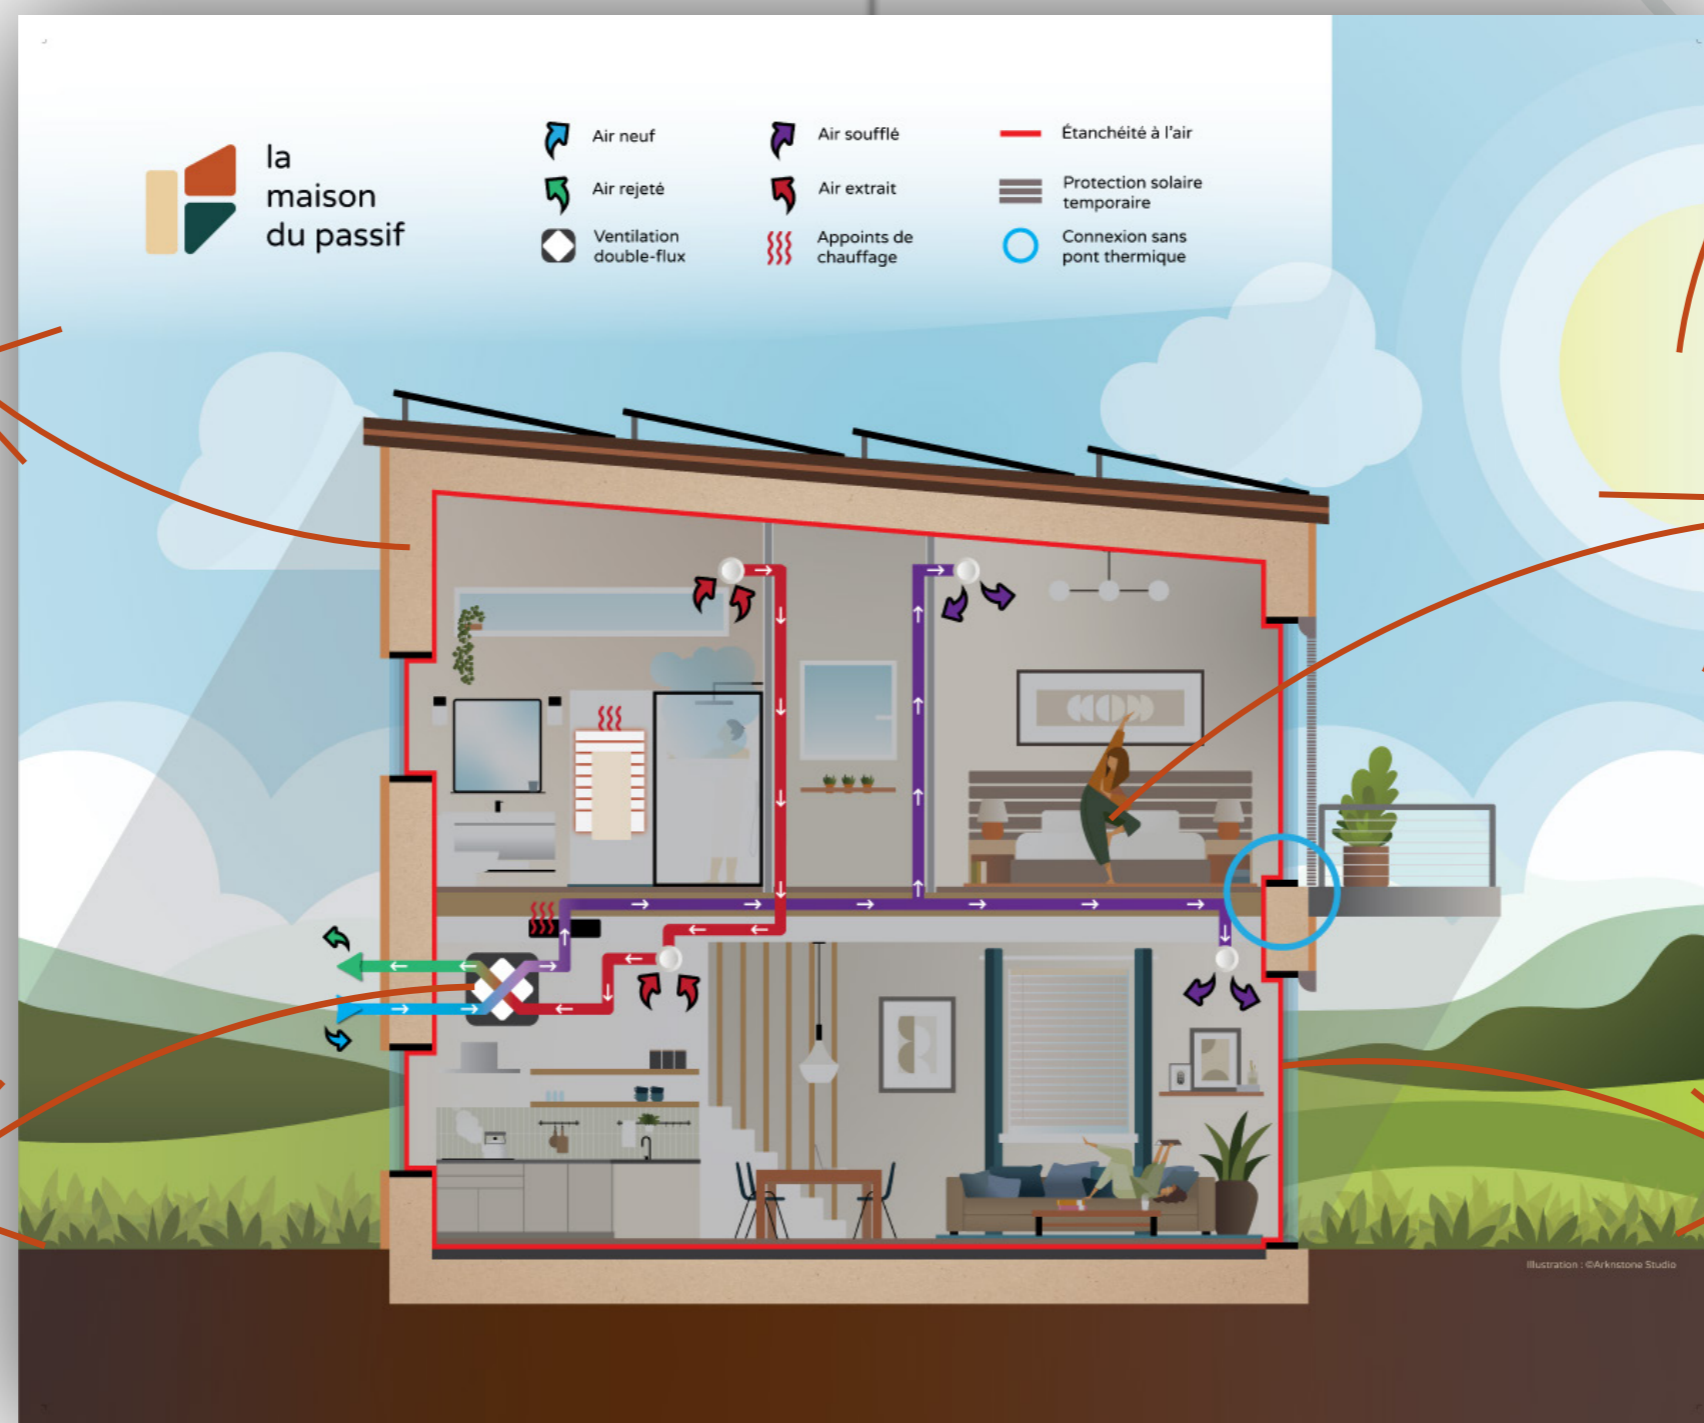 la
maison
du passif
Air neuf
Air soufflé
Étanchéité à l'air
Air rejeté
Air extrait
Protection solaire
temporaire
Ventilation
double-flux
Appoints de
chauffage
Connexion sans
pont thermique
Illustration : ©Arknstone Studio